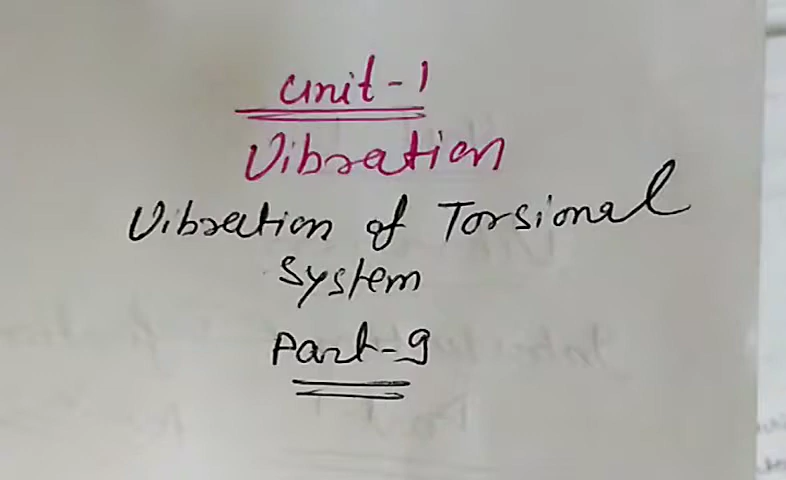 Unit-1
Vibration
Vibration of Torsional
System
Part-9